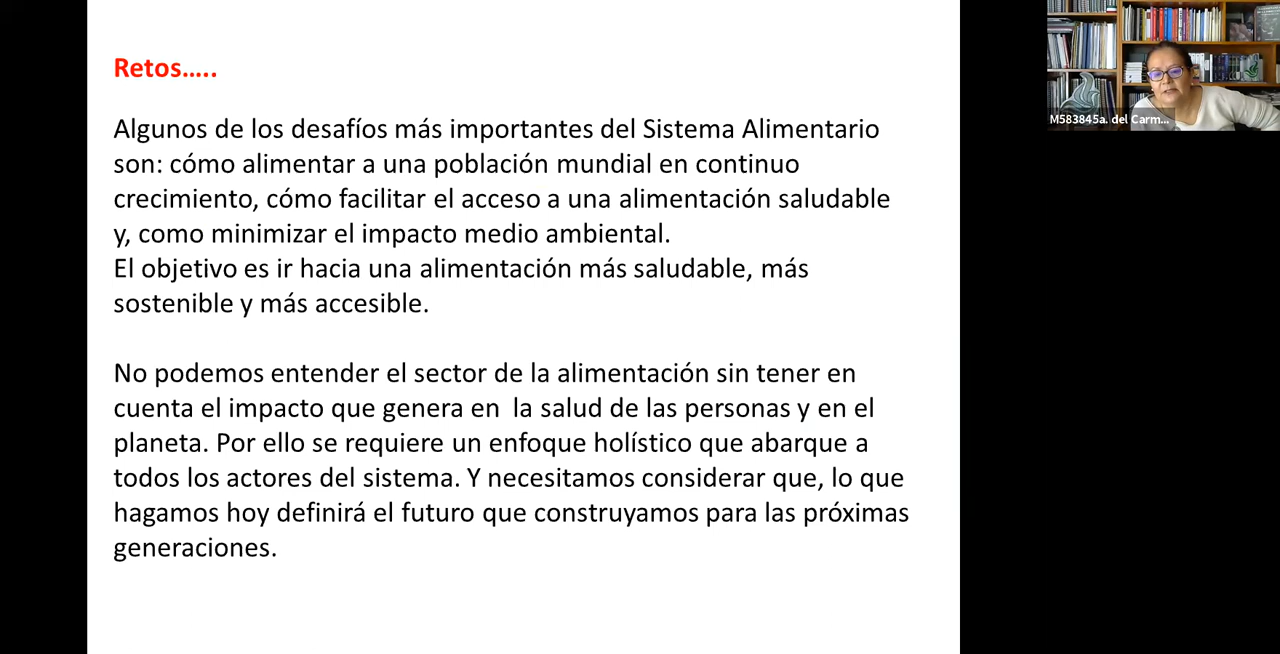 Retos.....
Algunos de los desafíos más importantes del Sistema Alimentario
son: cómo alimentar a una población mundial en continuo
crecimiento, cómo facilitar el acceso a una alimentación saludable
y, como minimizar el impacto medio ambiental.
El objetivo es ir hacia una alimentación más saludable, más
sostenible y más accesible.
No podemos entender el sector de la alimentación sin tener en
cuenta el impacto que genera en  la salud de las personas y en el
planeta. Por ello se requiere un enfoque holístico que abarque a
todos los actores del sistema. Y necesitamos considerar que, lo que
hagamos hoy definirá el futuro que construyamos para las próximas
generaciones.
M583845a. del Carm...